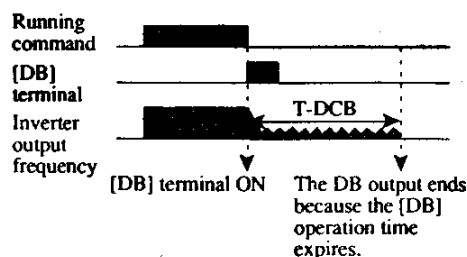 Running
command
[DB]
terminal
T-DCB
Inverter
output
frequency
[DB] terminal ON
The DB output ends
because the [DB]
operation time
expires.